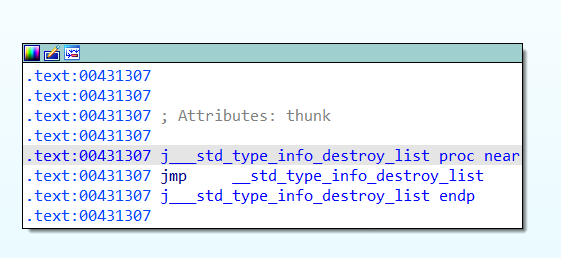 .text:00431307
.text:00431307
.text:00431307 ; Attributes: thunk
.text:00431307
.text:00431307 j___std_type_info_destroy_list proc near
.text:00431307 jmp     __std_type_info_destroy_list
.text:00431307 j___std_type_info_destroy_list endp
.text:00431307